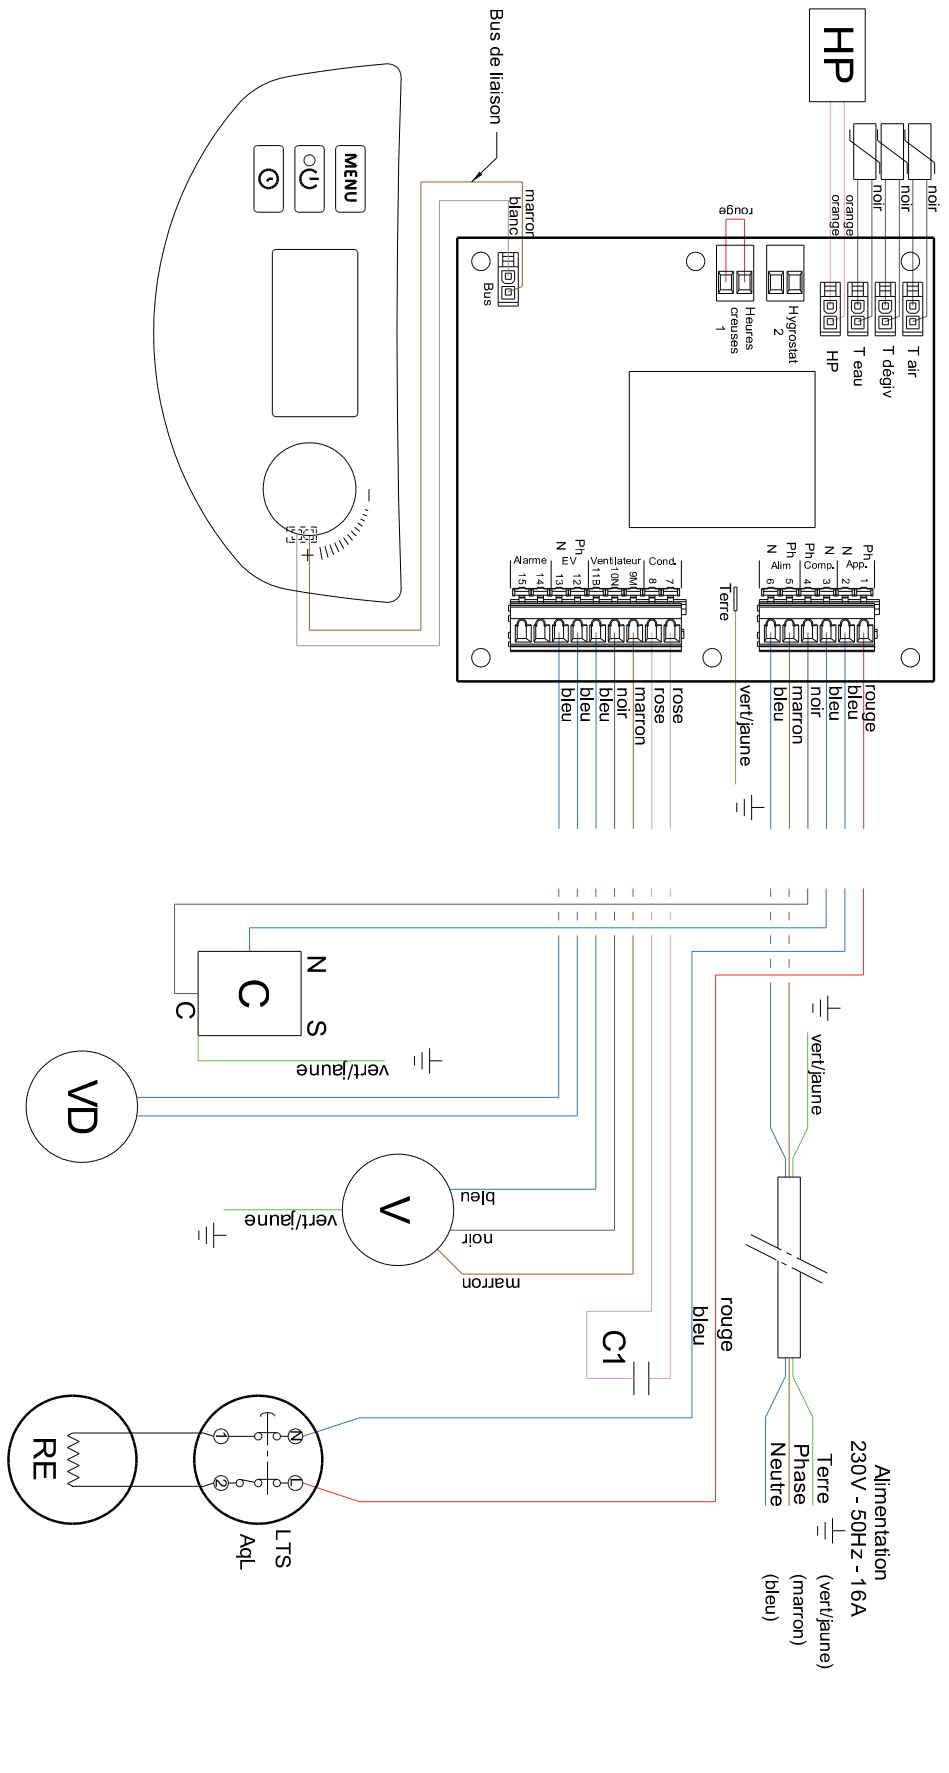 Bus de liaison
HP
MENU
marron
blanc
rouge
orange
orange
noir
noir
noir
Bus
Heures
creuses
1
Hygrostat
2
HP
T eau
T dégiv
T air
Alarme
EV
Ventilateur
Cond.
N
Ph
15
14
13
12
11B
10N
9M
8
7
Terre
N
Ph
Ph
N
N
Ph
Alim
Comp.
App.
6
5
4
3
2
1
bleu
bleu
bleu
noir
marron
rose
rose
vert/jaune
bleu
marron
noir
bleu
bleu
rouge
+
N
C
S
C
vert/jaune
VD
V
bleu
noir
marron
vert/jaune
vert/jaune
C1
rouge
bleu
RE
1
N
2
L
LTS
AqL
Alimentation
230V - 50Hz - 16A
Terre (vert/jaune)
Phase (marron)
Neutre (bleu)